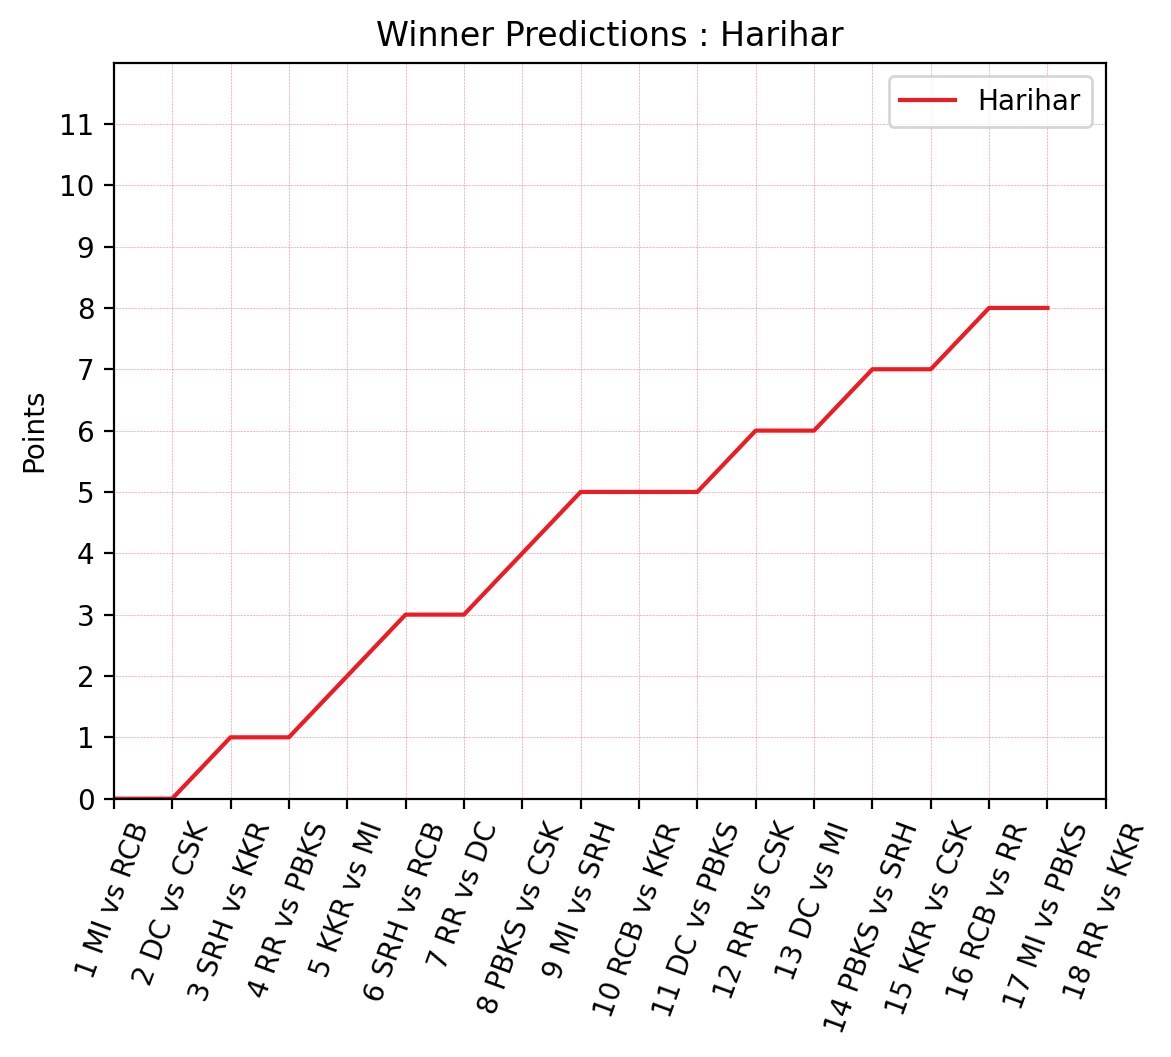 Winner Predictions : Harihar
Harihar
Points
11
10
9
8
7
6
5
4
3
2
1
0
1 MI vs RCB
2 DC vs CSK
3 SRH vs KKR
4 RR vs PBKS
5 KKR vs MI
6 SRH vs RCB
7 RR vs DC
8 PBKS vs CSK
9 MI vs SRH
10 RCB vs KKR
11 DC vs PBKS
12 RR vs CSK
13 DC vs MI
14 PBKS vs SRH
15 KKR vs CSK
16 RCB vs RR
17 MI vs PBKS
18 RR vs KKR